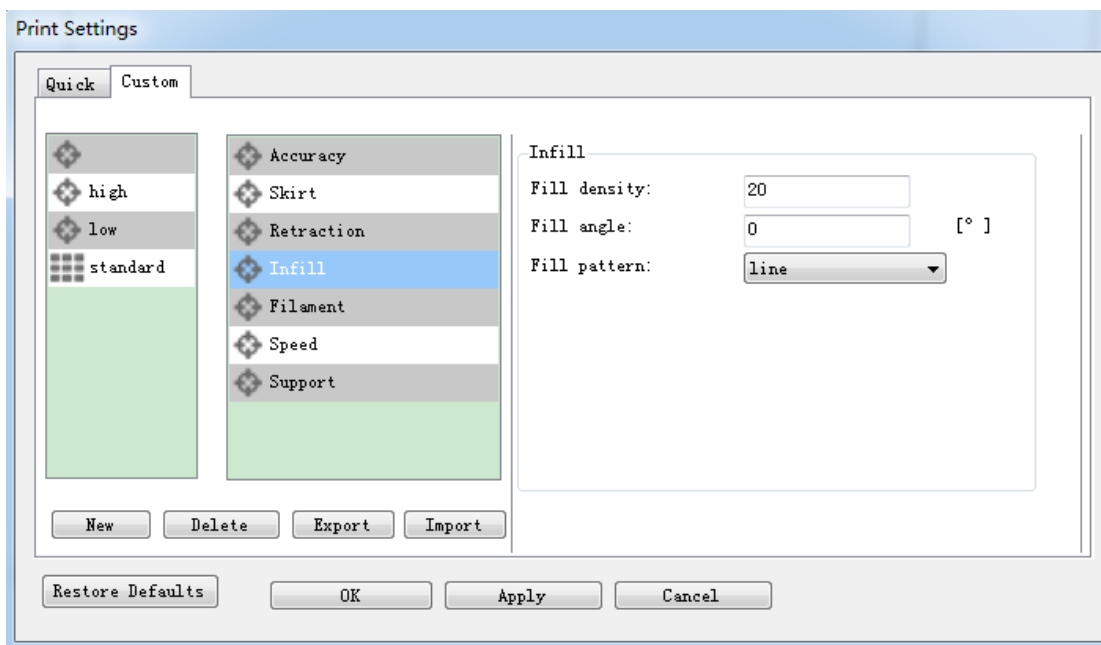 Print Settings
Quick Custom
high
low
standard
Accuracy
Skirt
Retraction
Infill
Filament
Speed
Support
Infill
Fill density: 20
Fill angle: 0 [° ]
Fill pattern: line
New Delete Export Import
Restore Defaults OK Apply Cancel